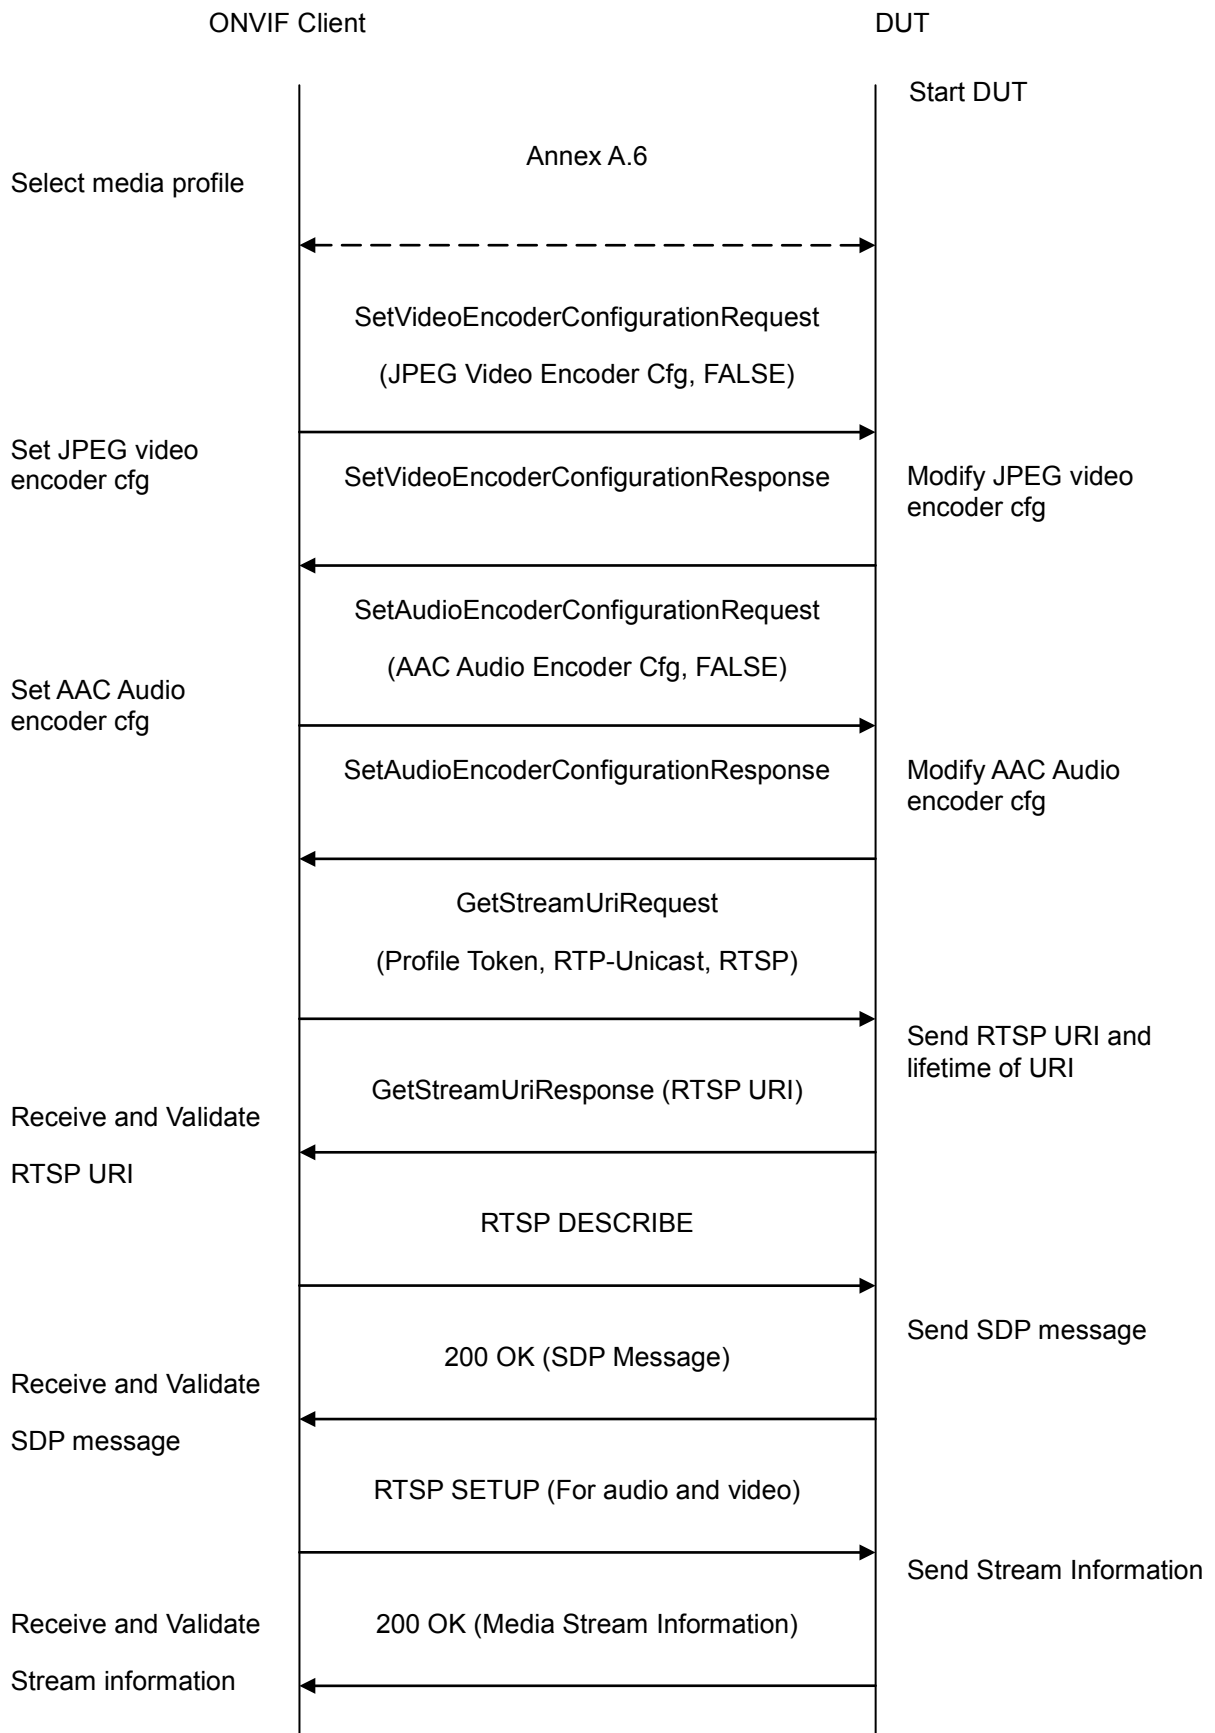 ONVIF Client
DUT
Start DUT
Annex A.6
Select media profile
SetVideoEncoderConfigurationRequest
(JPEG Video Encoder Cfg, FALSE)
Set JPEG video
encoder cfg
SetVideoEncoderConfigurationResponse
Modify JPEG video
encoder cfg
SetAudioEncoderConfigurationRequest
(AAC Audio Encoder Cfg, FALSE)
Set AAC Audio
encoder cfg
SetAudioEncoderConfigurationResponse
Modify AAC Audio
encoder cfg
GetStreamUriRequest
(Profile Token, RTP-Unicast, RTSP)
Send RTSP URI and
lifetime of URI
GetStreamUriResponse (RTSP URI)
Receive and Validate
RTSP URI
RTSP DESCRIBE
Send SDP message
200 OK (SDP Message)
Receive and Validate
SDP message
RTSP SETUP (For audio and video)
Send Stream Information
200 OK (Media Stream Information)
Receive and Validate
Stream information